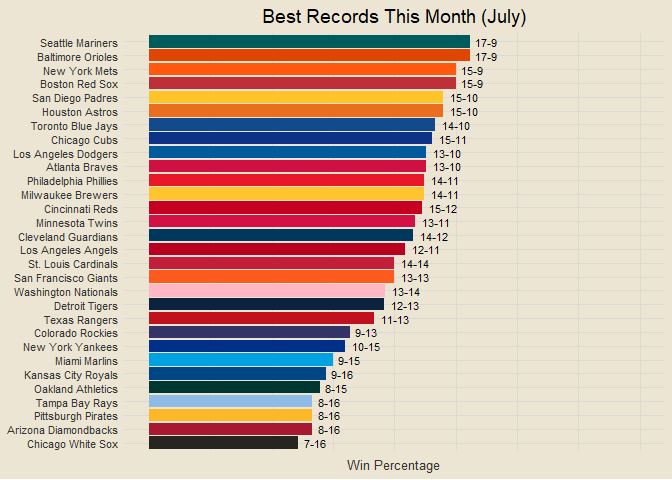 Best Records This Month (July)
Seattle Mariners 17-9
Baltimore Orioles 17-9
New York Mets 15-9
Boston Red Sox 15-9
San Diego Padres 15-10
Houston Astros 15-10
Toronto Blue Jays 14-10
Chicago Cubs 15-11
Los Angeles Dodgers 13-10
Atlanta Braves 13-10
Philadelphia Phillies 14-11
Milwaukee Brewers 14-11
Cincinnati Reds 15-12
Minnesota Twins 13-11
Cleveland Guardians 14-12
Los Angeles Angels 12-11
St. Louis Cardinals 14-14
San Francisco Giants 13-13
Washington Nationals 13-14
Detroit Tigers 12-13
Texas Rangers 11-13
Colorado Rockies 9-13
New York Yankees 10-15
Miami Marlins 9-15
Kansas City Royals 9-16
Oakland Athletics 8-15
Tampa Bay Rays 8-16
Pittsburgh Pirates 8-16
Arizona Diamondbacks 8-16
Chicago White Sox 7-16
Win Percentage